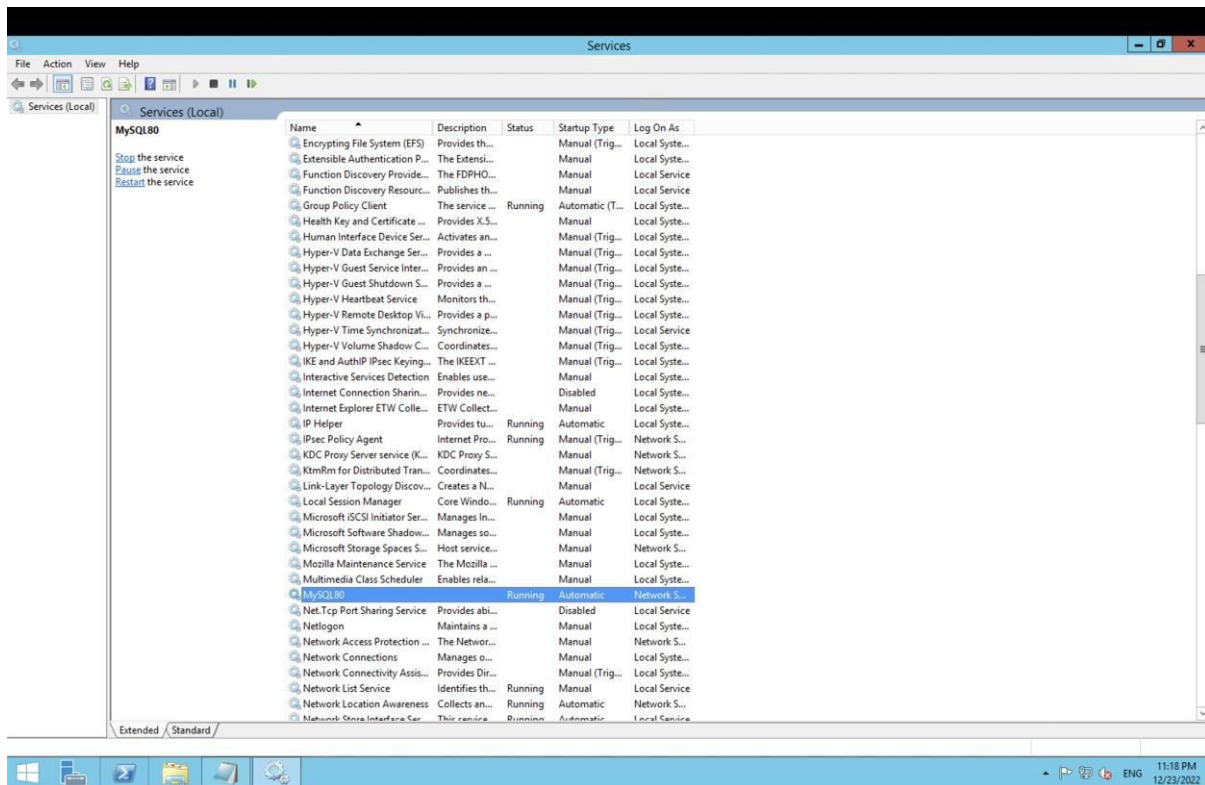 Services
File Action View Help
Services (Local)
Services (Local)
MySQL80
Stop the service
Pause the service
Restart the service
Name Description Status Startup Type Log On As
Encrypting File System (EFS) Provides th... Manual (Trig... Local Syste...
Extensible Authentication P... The Extensi... Manual Local Syste...
Function Discovery Provide... The FDPHO... Manual Local Service
Function Discovery Resourc... Publishes th... Manual Local Service
Group Policy Client The service ... Running Automatic (T... Local Syste...
Health Key and Certificate ... Provides X.5... Manual Local Syste...
Human Interface Device Ser... Activates an... Manual (Trig... Local Syste...
Hyper-V Data Exchange Ser... Provides a ... Manual (Trig... Local Syste...
Hyper-V Guest Service Inter... Provides an ... Manual (Trig... Local Syste...
Hyper-V Guest Shutdown S... Provides a ... Manual (Trig... Local Syste...
Hyper-V Heartbeat Service Monitors th... Manual (Trig... Local Syste...
Hyper-V Remote Desktop Vi... Provides a p... Manual (Trig... Local Syste...
Hyper-V Time Synchronizat... Synchronize... Manual (Trig... Local Service
Hyper-V Volume Shadow C... Coordinates... Manual (Trig... Local Syste...
IKE and AuthIP IPsec Keying... The IKEEXT ... Manual (Trig... Local Syste...
Interactive Services Detection Enables use... Manual Local Syste...
Internet Connection Sharin... Provides ne... Disabled Local Syste...
Internet Explorer ETW Colle... ETW Collect... Manual Local Syste...
IP Helper Provides tu... Running Automatic Local Syste...
IPsec Policy Agent Internet Pro... Running Manual (Trig... Network S...
KDC Proxy Server service (K... KDC Proxy S... Manual Network S...
KtmRm for Distributed Tran... Coordinates... Manual (Trig... Network S...
Link-Layer Topology Discov... Creates a N... Manual Local Service
Local Session Manager Core Windo... Running Automatic Local Syste...
Microsoft iSCSI Initiator Ser... Manages In... Manual Local Syste...
Microsoft Software Shadow... Manages so... Manual Local Syste...
Microsoft Storage Spaces S... Host service... Manual Network S...
Mozilla Maintenance Service The Mozilla ... Manual Local Syste...
Multimedia Class Scheduler Enables rela... Manual Local Syste...
MySQL80 Running Automatic Network S...
Net.Tcp Port Sharing Service Provides abi... Disabled Local Service
Netlogon Maintains a ... Manual Local Syste...
Network Access Protection ... The Networ... Manual Network S...
Network Connections Manages o... Manual Local Syste...
Network Connectivity Assis... Provides Dir... Manual (Trig... Local Syste...
Network List Service Identifies th... Running Manual Local Service
Network Location Awareness Collects an... Running Automatic Network S...
Network Store Interface Ser... This service ... Running Automatic Local Service
Extended Standard
ENG 11:18 PM
12/23/2022